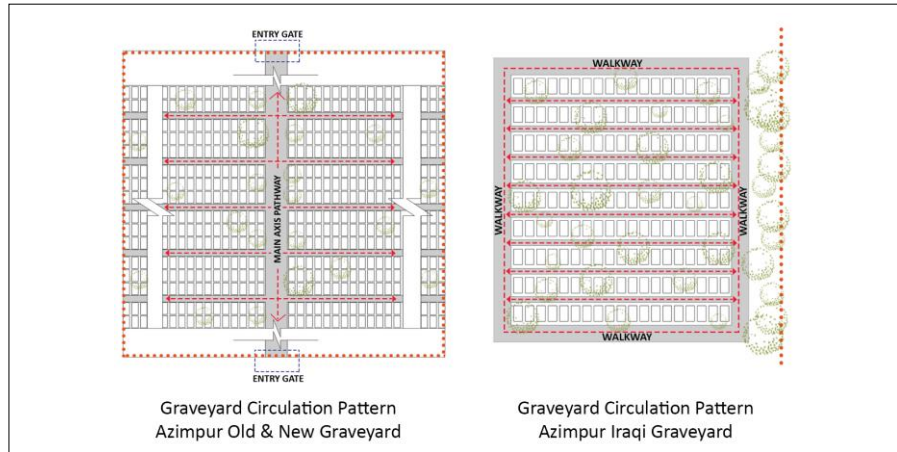 ENTRY GATE
MAIN AXIS PATHWAY
ENTRY GATE
Graveyard Circulation Pattern
Azimpur Old & New Graveyard
WALKWAY
WALKWAY
WALKWAY
WALKWAY
Graveyard Circulation Pattern
Azimpur Iraqi Graveyard